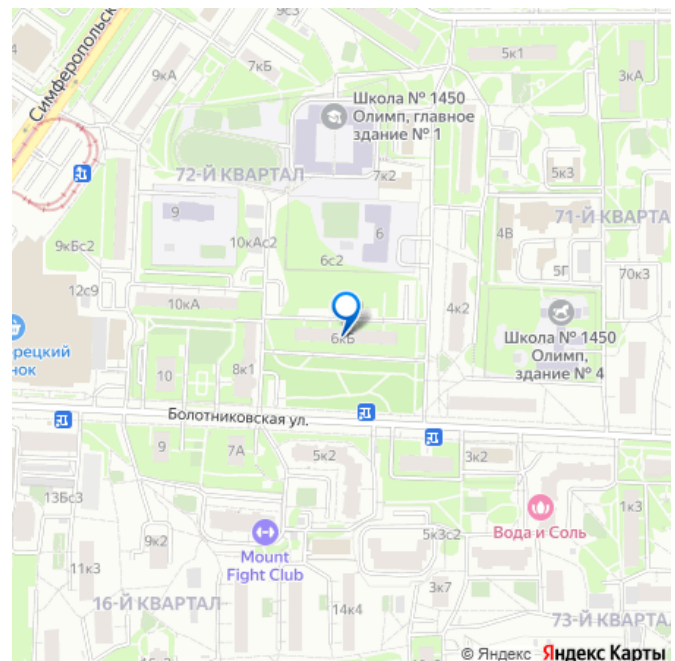 9с3
5к1
Симферопольск
9кА
7кБ
3кА
Школа № 1450
Олимп, главное
здание № 1
72-Й КВАРТАЛ
7к2
5к3
9
10кАс2
6
4В
71-Й КВАРТА
9кБс2
6с2
5Г
70к3
12с9
10кА
4к2
рецкий
нок
6кБ
Школа № 1450
Олимп,
здание № 4
10
8к1
Болотниковская ул.
9
7А
5к2
3к2
13Бс3
Вода и Соль
1к3
9к2
Mount
Fight Club
5к3с2
11к3
3к7
16-Й КВАРТАЛ
14к4
73-Й КВАРТА
© Яндекс Яндекс Карты